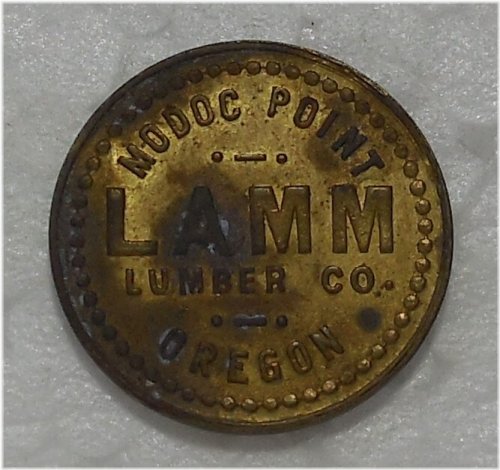 MODOC POINT
LAMM
LUMBER CO.
OREGON